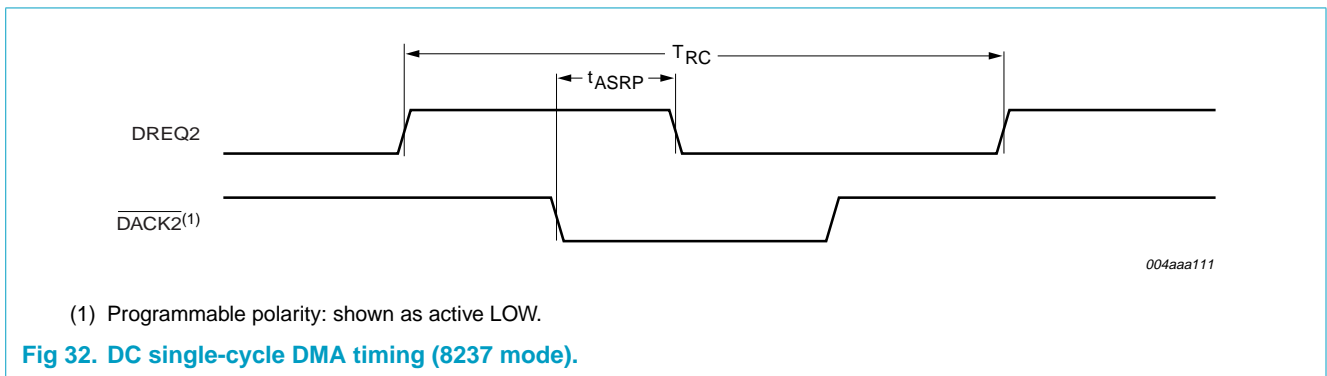 T_RC
t_ASRP
DREQ2
DACK2(1)
004aaa111
(1) Programmable polarity: shown as active LOW.
Fig 32. DC single-cycle DMA timing (8237 mode).